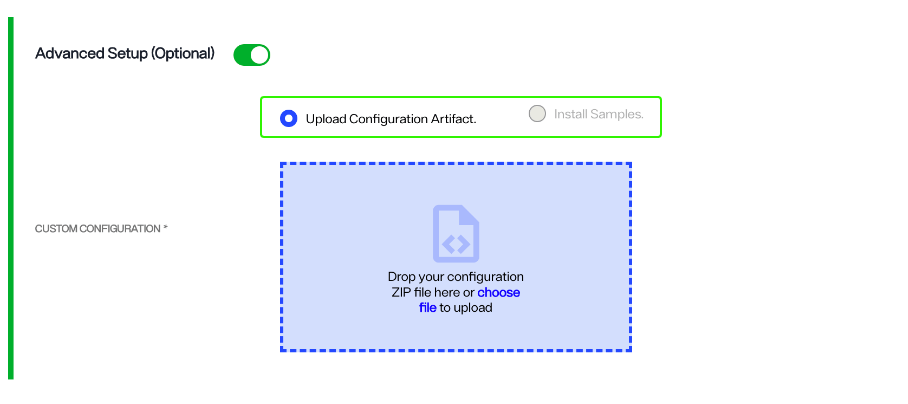 Advanced Setup (Optional)
Upload Configuration Artifact.
Install Samples.
CUSTOM CONFIGURATION *
Drop your configuration
ZIP file here or choose
file to upload